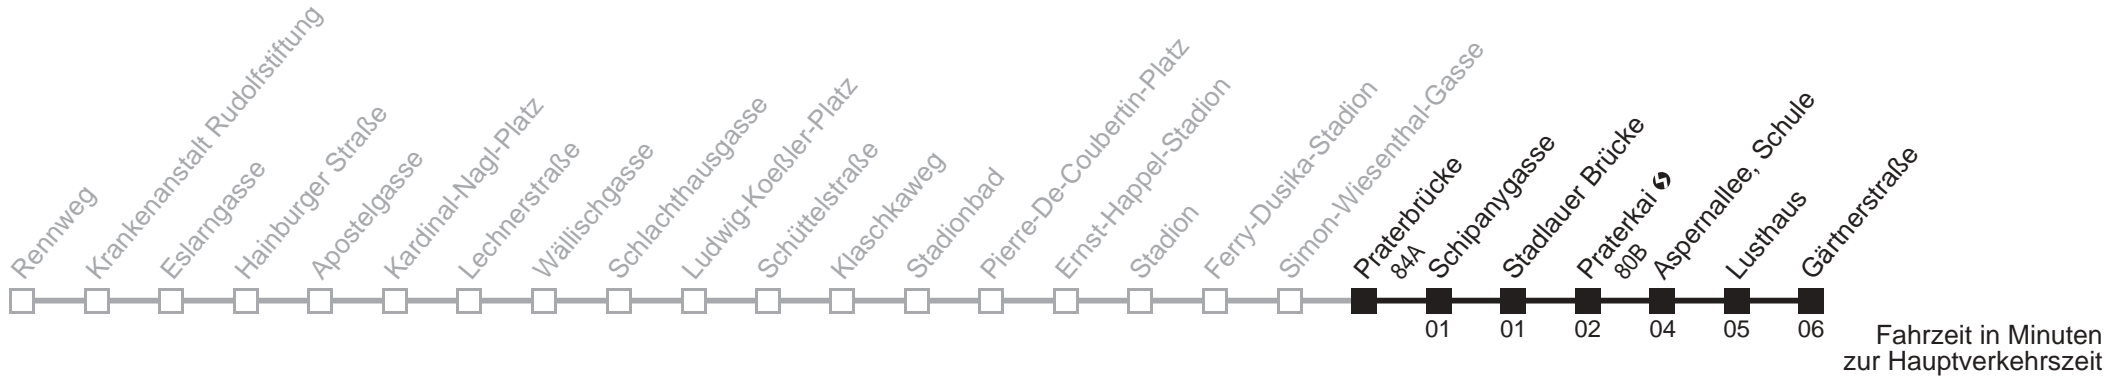 Rennweg
Krankenanstalt Rudolfstiftung
Eslarngasse
Hainburger Straße
Apostelgasse
Kardinal-Nagl-Platz
Lechnerstraße
Wällischgasse
Schlachthausgasse
Ludwig-Koeßler-Platz
Schüttelstraße
Klaschkaweg
Stadionbad
Pierre-De-Coubertin-Platz
Ernst-Happel-Stadion
Stadion
Ferry-Dusika-Stadion
Simon-Wiesenthal-Gasse
Praterbrücke
84A
Schipanygasse
Stadlauer Brücke
Praterkai
80B
Aspernallee, Schule
Lusthaus
Gärtnerstraße
01 01 02 04 05 06
Fahrzeit in Minuten
zur Hauptverkehrszeit